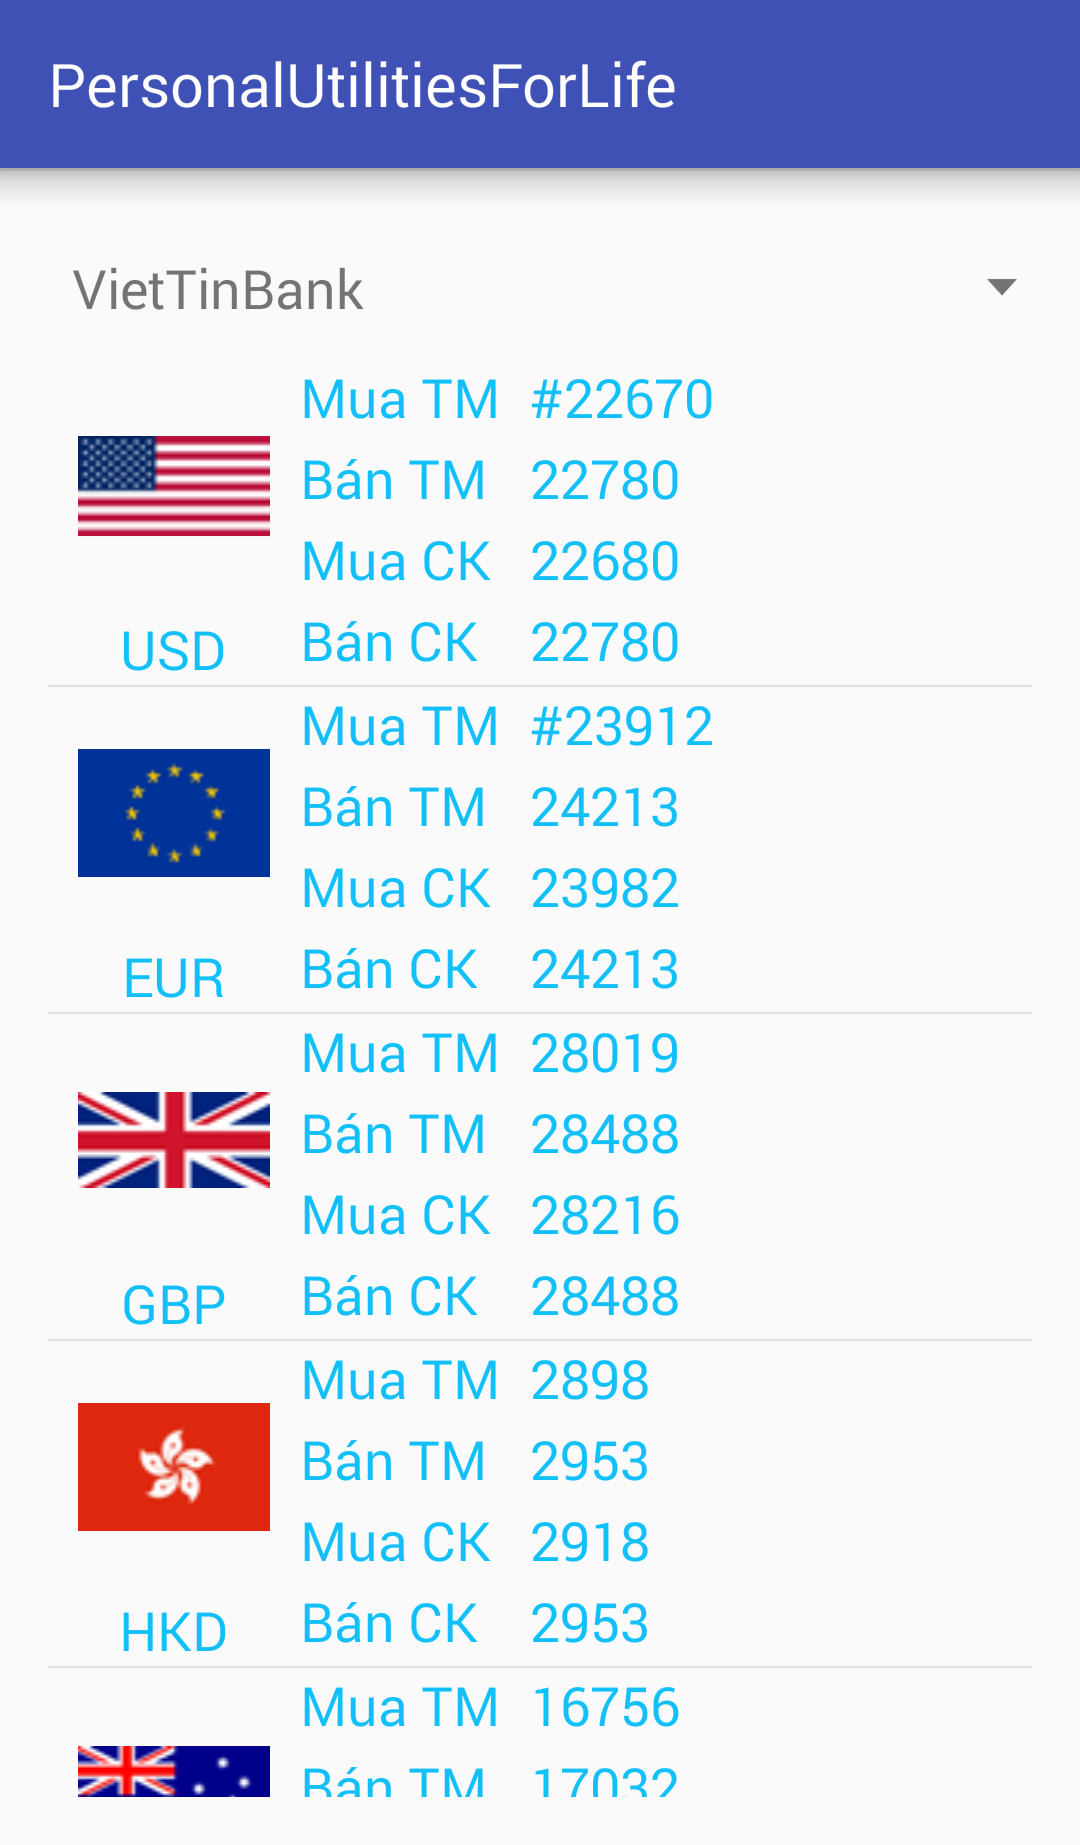 PersonalUtilitiesForLife
VietTinBank
Mua TM #22670
Bán TM 22780
Mua CK 22680
Bán CK 22780
USD
Mua TM #23912
Bán TM 24213
Mua CK 23982
Bán CK 24213
EUR
Mua TM 28019
Bán TM 28488
Mua CK 28216
Bán CK 28488
GBP
Mua TM 2898
Bán TM 2953
Mua CK 2918
Bán CK 2953
HKD
Mua TM 16756
Bán TM 17032